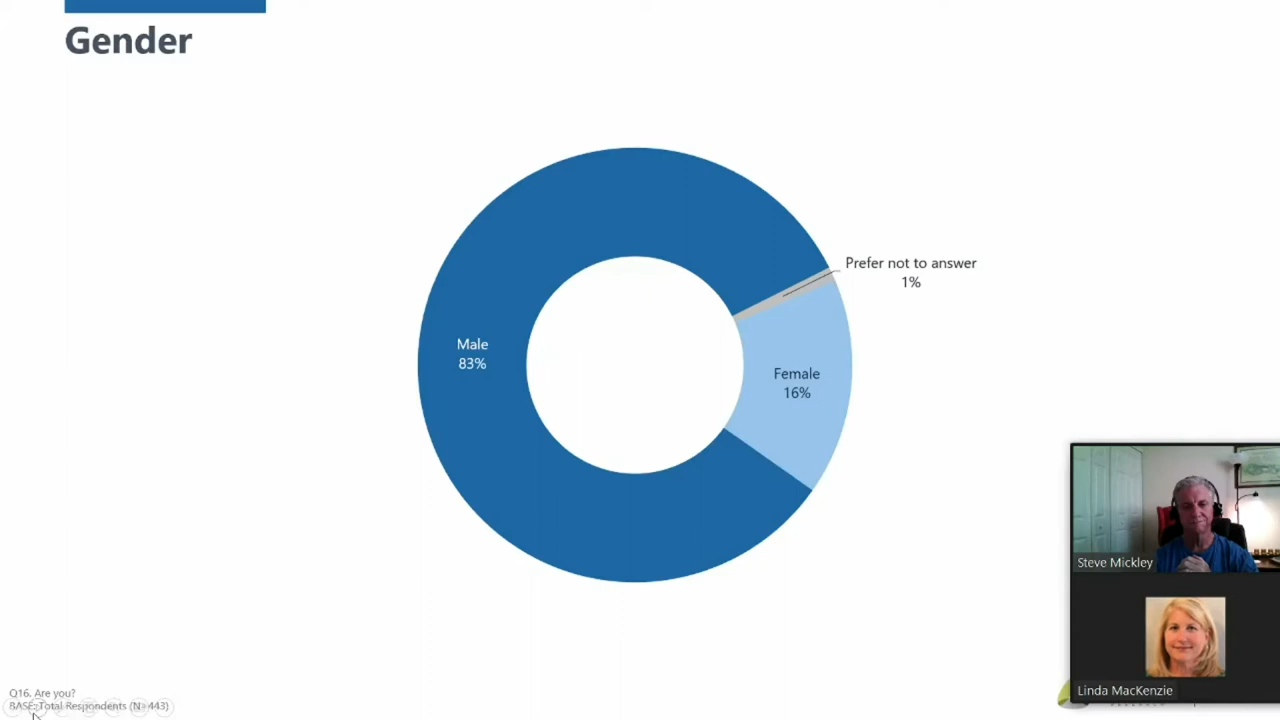 Gender
Prefer not to answer
1%
Male
83%
Female
16%
Steve Mickley
Linda MacKenzie
Q16. Are you?
BASE: Total Respondents (N=443)